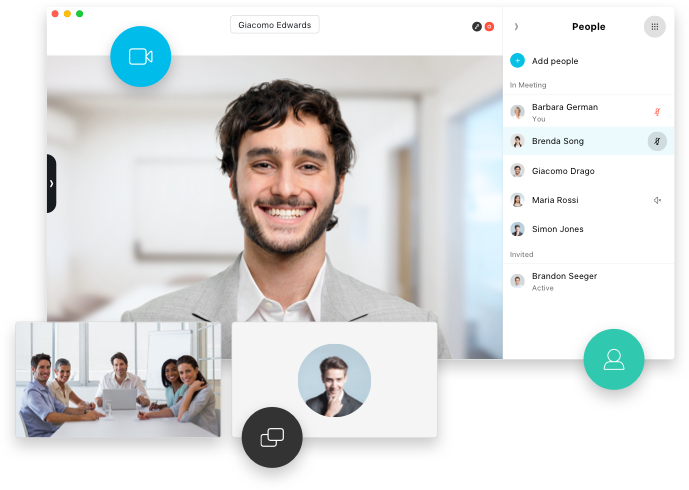 Giacomo Edwards
People
Add people
In Meeting
Barbara German
You
Brenda Song
Giacomo Drago
Maria Rossi
Simon Jones
Invited
Brandon Seeger
Active